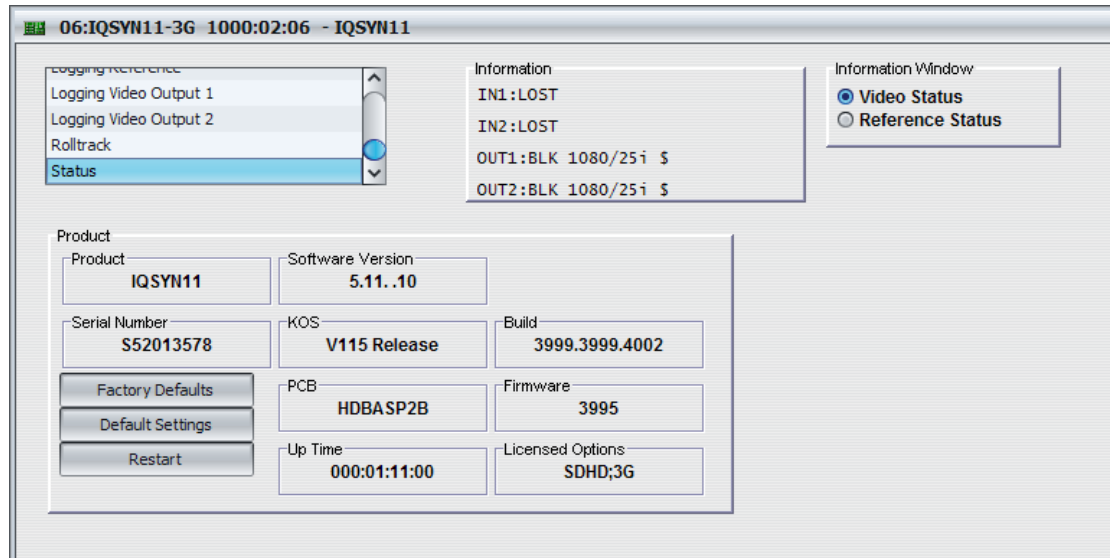 06:IQSYN11-3G 1000:02:06 - IQSYN11
Logging Reference
Logging Video Output 1
Logging Video Output 2
Rolltrack
Status
Information
IN1:LOST
IN2:LOST
OUT1:BLK 1080/25i $
OUT2:BLK 1080/25i $
Information Window
Video Status
Reference Status
Product
Product
IQSYN11
Software Version
5.11. .10
Serial Number
S52013578
KOS
V115 Release
Build
3999.3999.4002
Factory Defaults
Default Settings
Restart
PCB
HDBASP2B
Firmware
3995
Up Time
000:01:11:00
Licensed Options
SDHD;3G